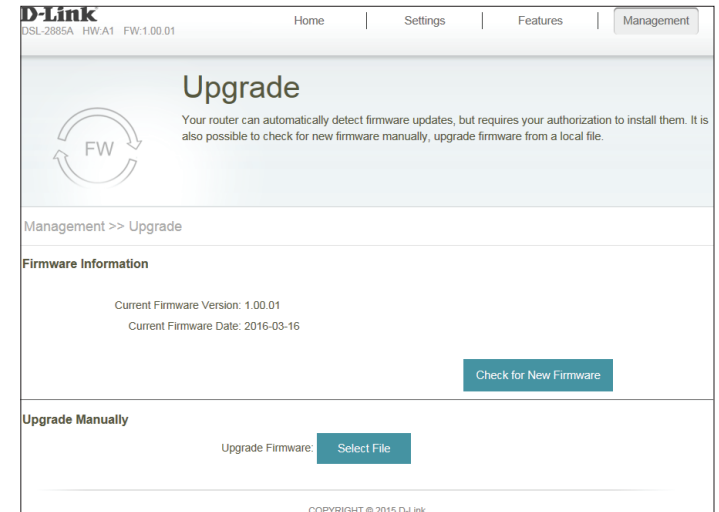 D-Link
DSL-2885A HW:A1 FW:1.00.01
Home
Settings
Features
Management
Upgrade
Your router can automatically detect firmware updates, but requires your authorization to install them. It is
also possible to check for new firmware manually, upgrade firmware from a local file.
FW
Management >> Upgrade
Firmware Information
Current Firmware Version: 1.00.01
Current Firmware Date: 2016-03-16
Check for New Firmware
Upgrade Manually
Upgrade Firmware: Select File
COPYRIGHT © 2015 D-Link